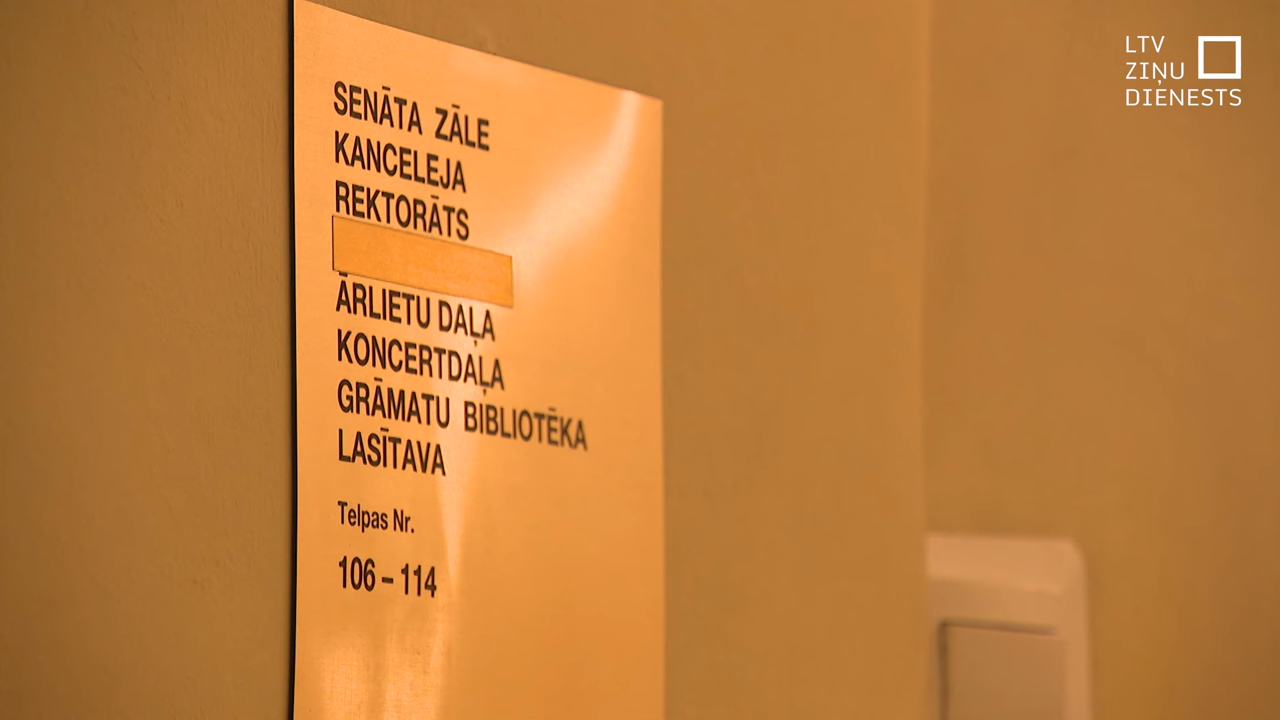 SENĀTA ZĀLE
KANCELEJA
REKTORĀTS
ĀRLIETU DAĻA
KONCERTDAĻA
GRĀMATU BIBLIOTĒKA
LASĪTAVA
Telpas Nr.
106 – 114
LTV
ZIŅU
DIENESTS